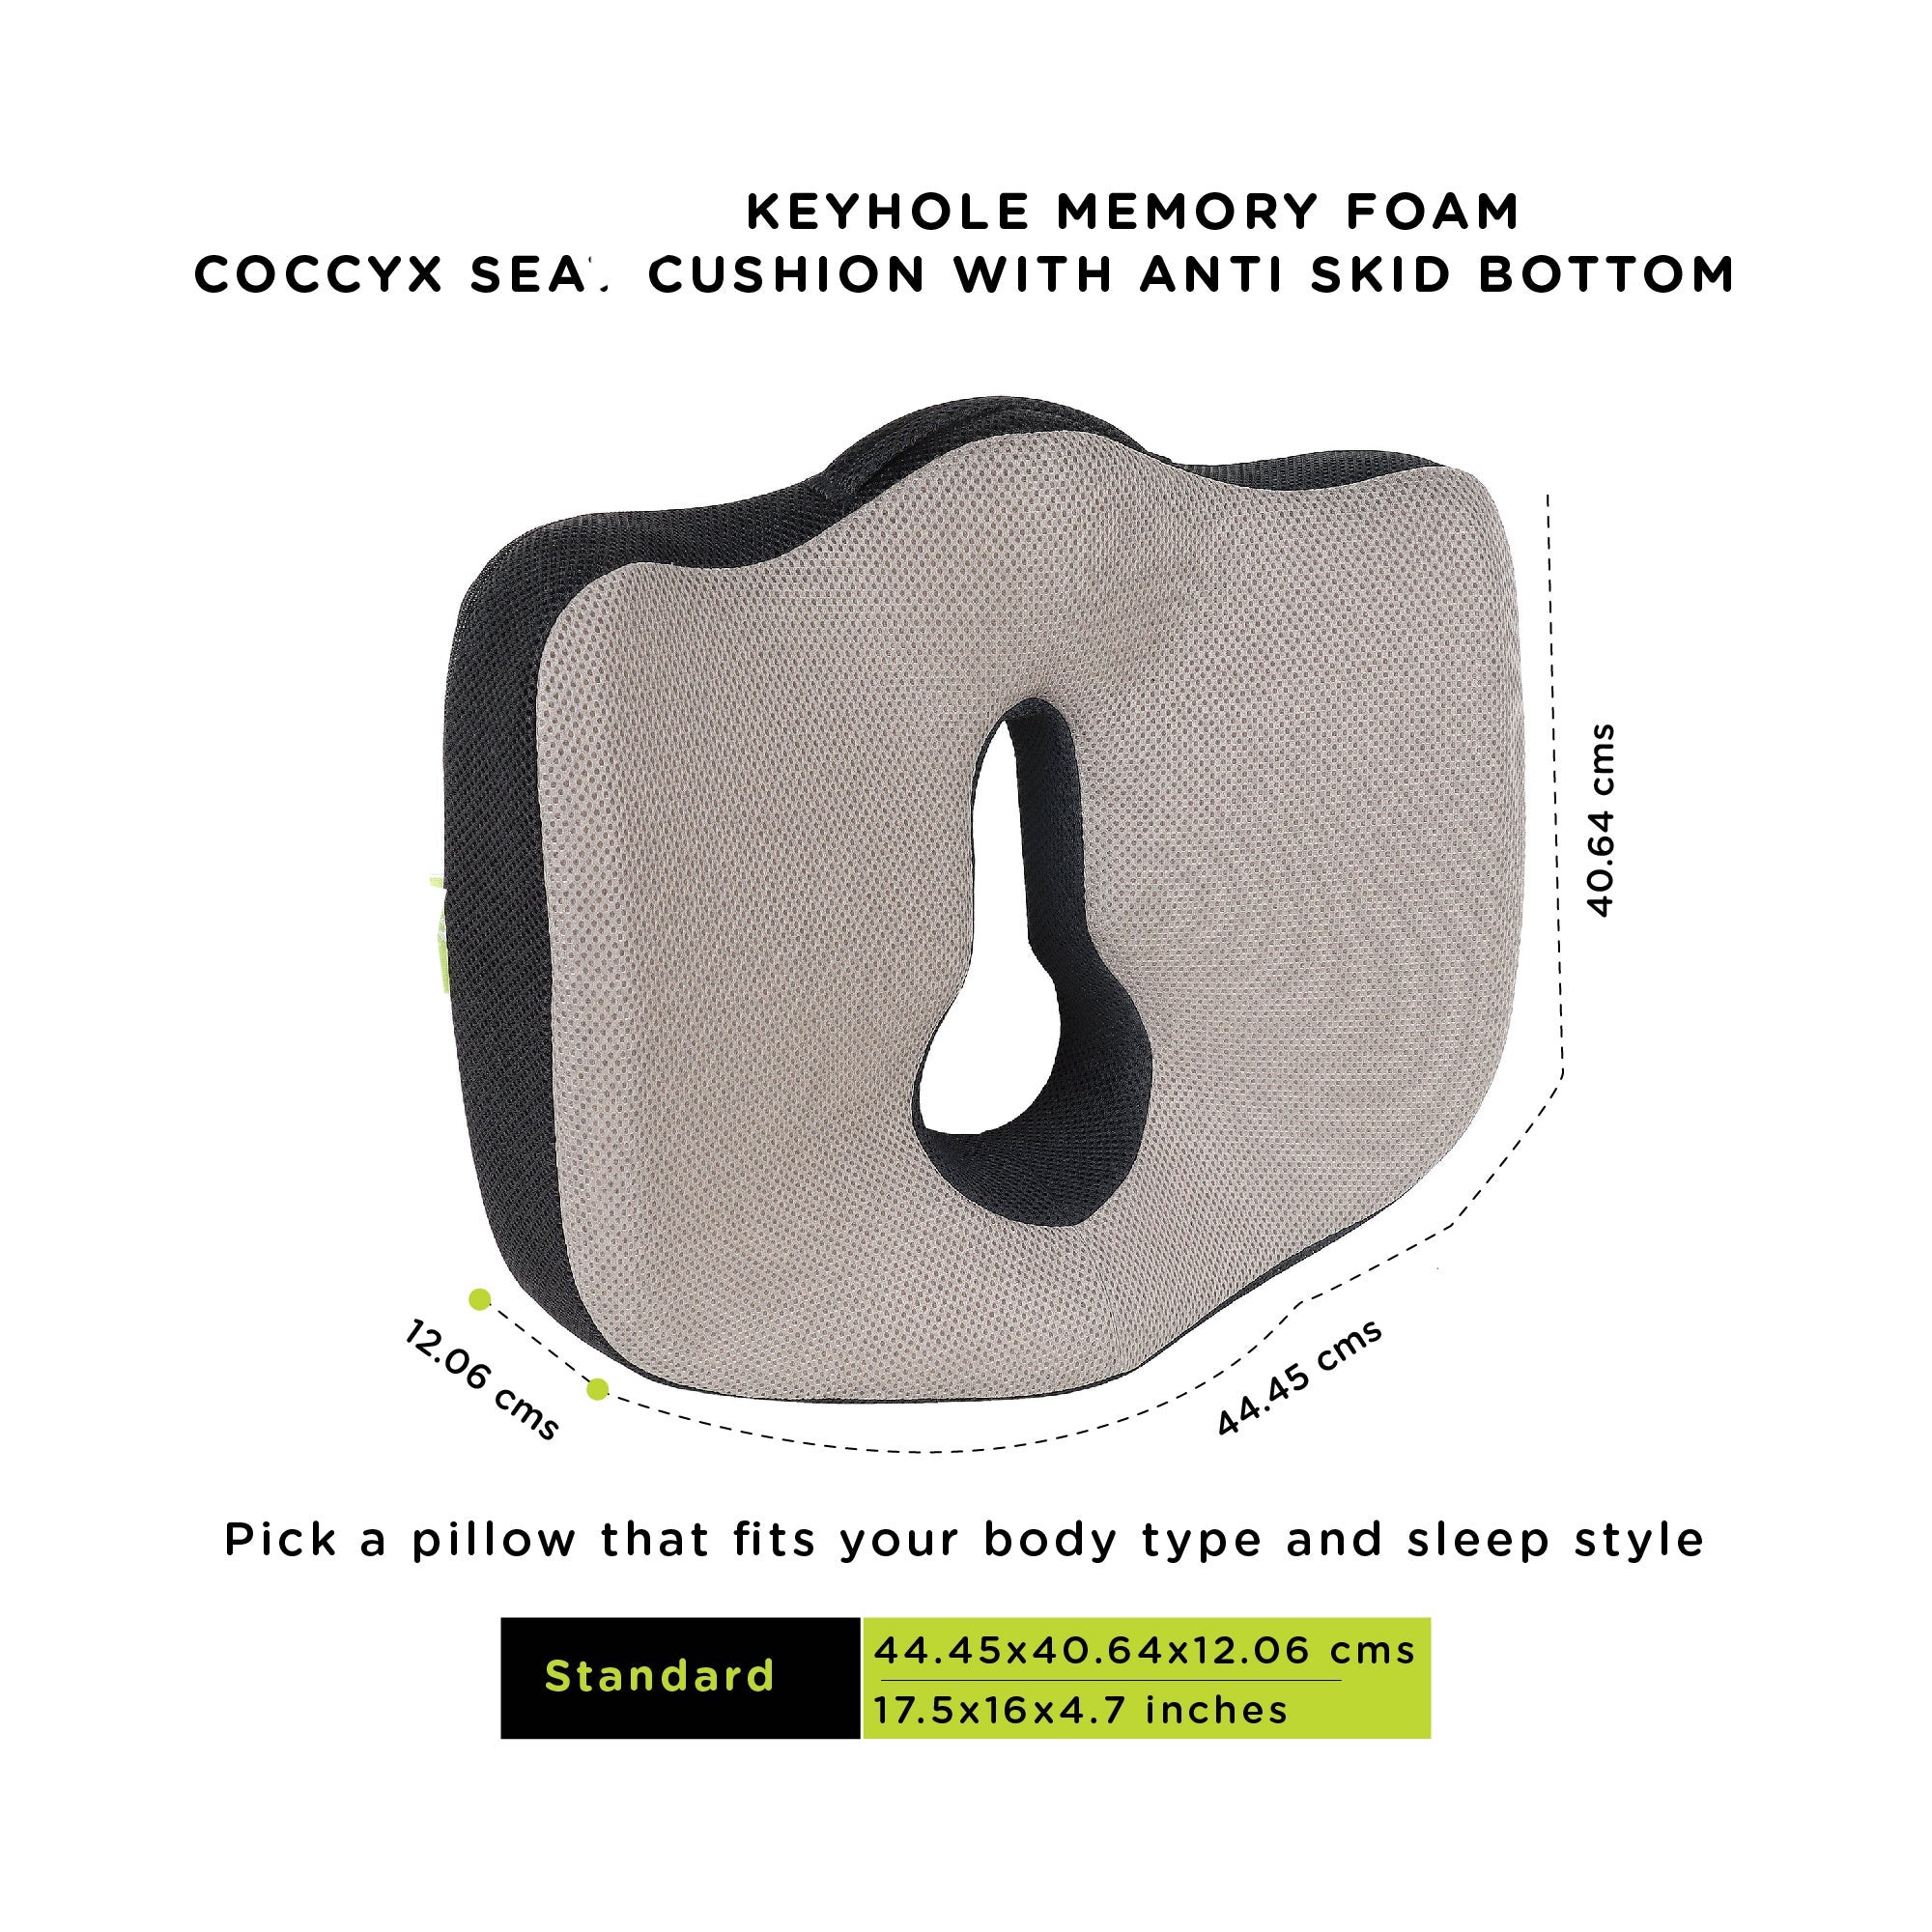 KEYHOLE MEMORY FOAM
COCCYX CUSHION WITH ANTI SKID BOTTOM
40.64 cms
12.06 cms
44.45 cms
Pick a pillow that fits your body type and sleep style
Standard
44.45x40.64x12.06 cms
17.5x16x4.7 inches